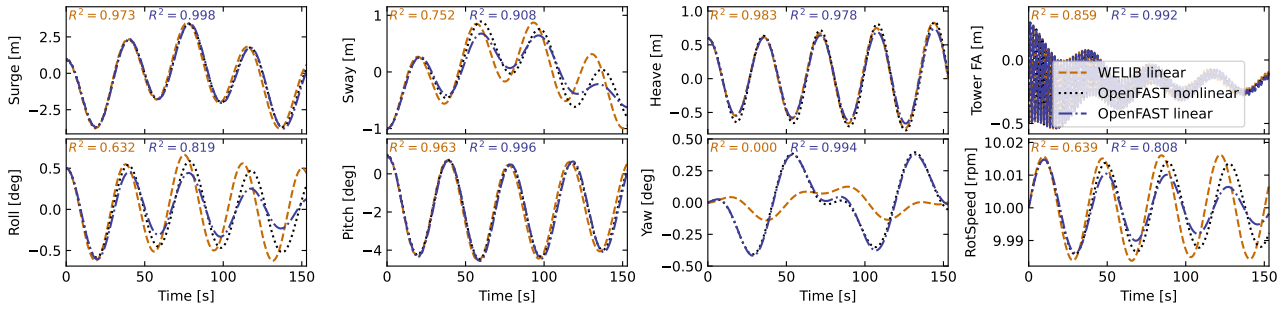 R² = 0.973 R² = 0.998
Surge [m]
2.5
0.0
−2.5
R² = 0.752 R² = 0.908
Sway [m]
1
0
−1
R² = 0.983 R² = 0.978
Heave [m]
0.5
0.0
−0.5
R² = 0.859 R² = 0.992
Tower FA [m]
0.0
−0.5
WELIB linear
OpenFAST nonlinear
OpenFAST linear
R² = 0.632 R² = 0.819
Roll [deg]
0.5
0.0
−0.5
0 50 100 150
Time [s]
R² = 0.963 R² = 0.996
Pitch [deg]
0
−2
−4
0 50 100 150
Time [s]
R² = 0.000 R² = 0.994
Yaw [deg]
0.50
0.25
0.00
−0.25
−0.50
0 50 100 150
Time [s]
R² = 0.639 R² = 0.808
RotSpeed [rpm]
10.02
10.01
10.00
9.99
0 50 100 150
Time [s]